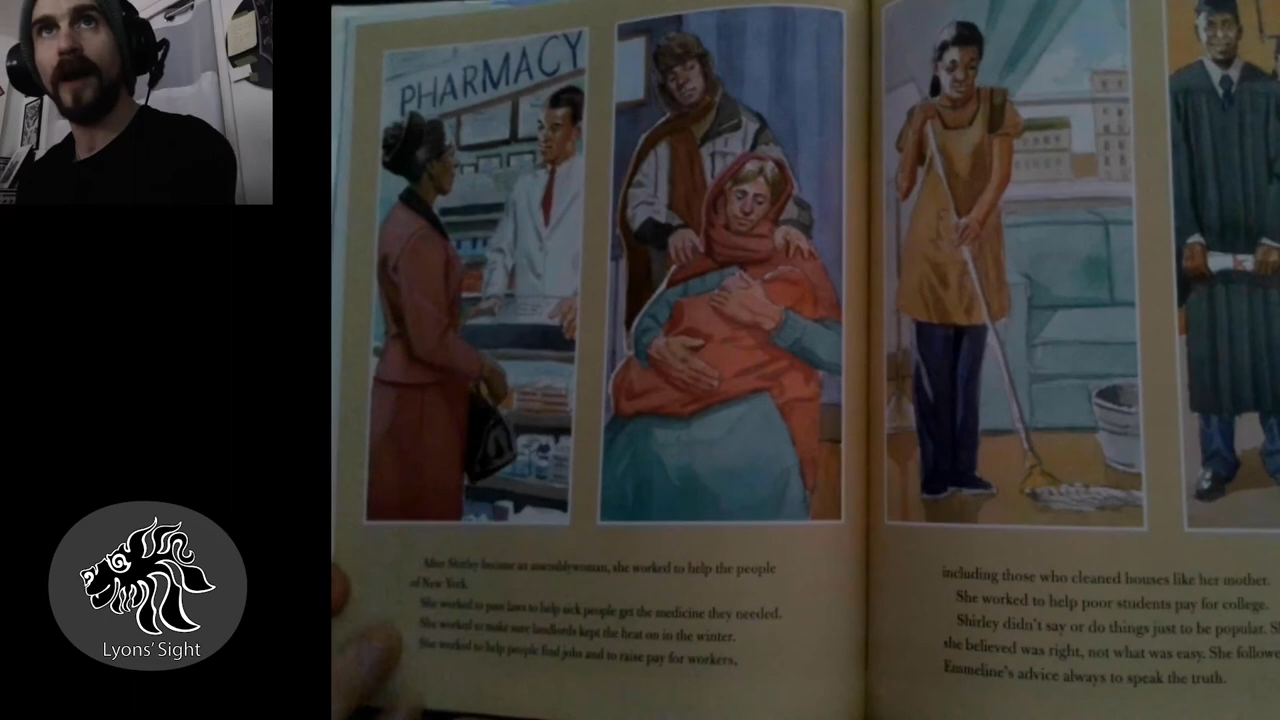 PHARMACY
After Shirley became an assemblywoman, she worked to help the people
of New York.
She worked to pass laws to help sick people get the medicine they needed.
She worked to make sure landlords kept the heat on in the winter.
She worked to help people find jobs and to raise pay for workers,
including those who cleaned houses like her mother.
She worked to help poor students pay for college.
Shirley didn't say or do things just to be popular.
she believed was right, not what was easy. She
Emmeline's advice always to speak the truth.
Lyons' Sight